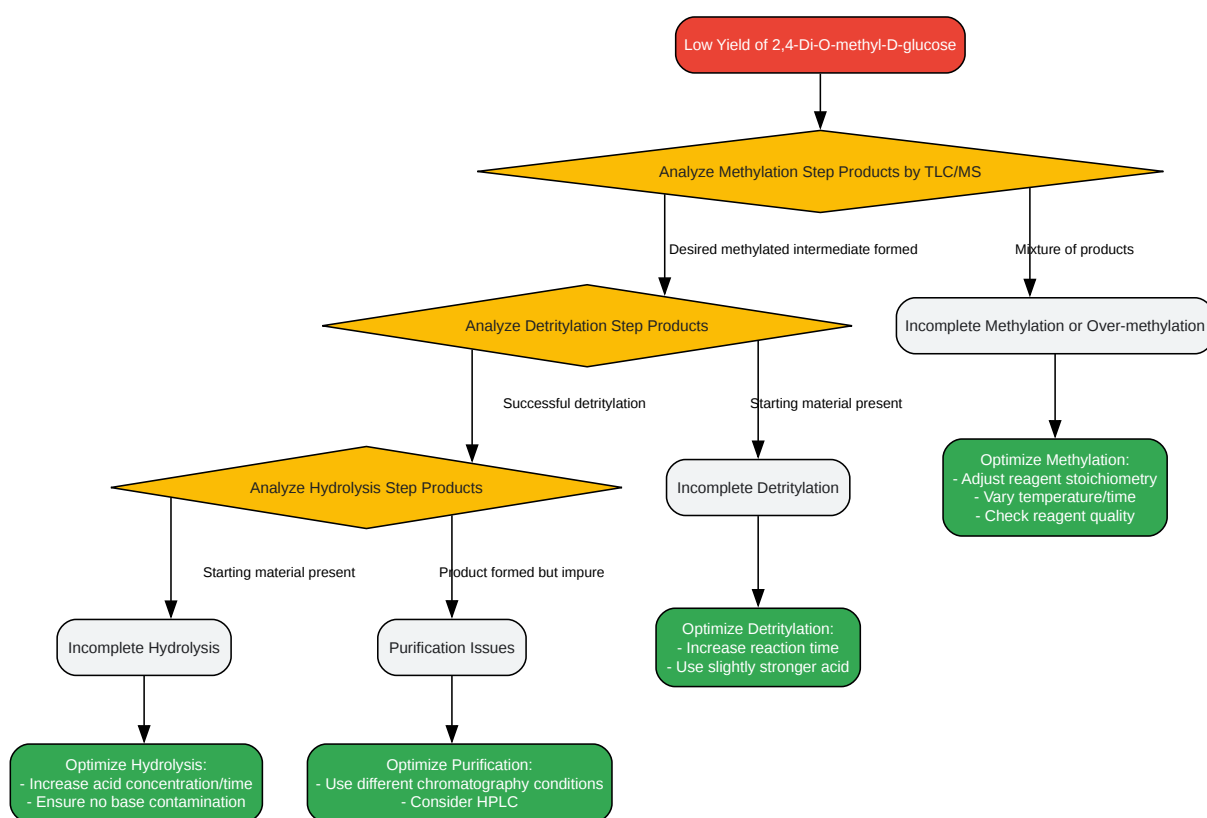 Low Yield of 2,4-Di-O-methyl-D-glucose
Analyze Methylation Step Products by TLC/MS
Desired methylated intermediate formed
Mixture of products
Analyze Detritylation Step Products
Incomplete Methylation or Over-methylation
Successful detritylation
Starting material present
Analyze Hydrolysis Step Products
Incomplete Detritylation
Optimize Methylation:
- Adjust reagent stoichiometry
- Vary temperature/time
- Check reagent quality
Starting material present
Product formed but impure
Incomplete Hydrolysis
Purification Issues
Optimize Detritylation:
- Increase reaction time
- Use slightly stronger acid
Optimize Hydrolysis:
- Increase acid concentration/time
- Ensure no base contamination
Optimize Purification:
- Use different chromatography conditions
- Consider HPLC